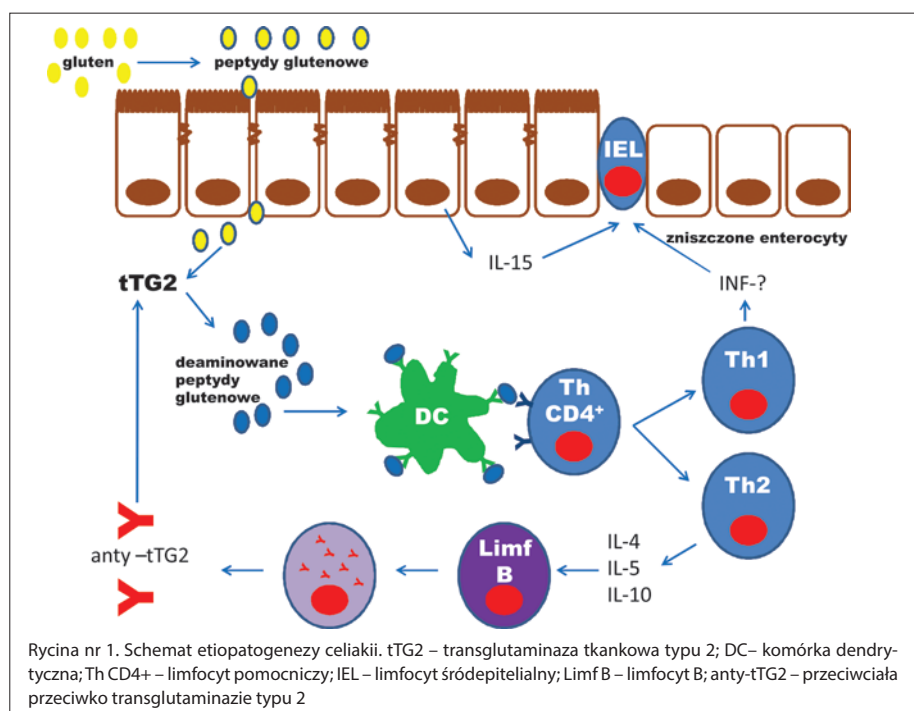 gluten
peptydy glutenowe
IEL
zniszczone enterocyty
IL-15
INF-?
tTG2
deaminowane
peptydy
glutenowe
DC
Th
CD4+
Th1
Th2
anty –tTG2
Limf
B
IL-4
IL-5
IL-10
Rycina nr 1. Schemat etiopatogenezy celiakii. tTG2 – transglutaminaza tkankowa typu 2; DC– komórka dendry-
tyczna; Th CD4+ – limfocyt pomocniczy; IEL – limfocyt śródepitelialny; Limf B – limfocyt B; anty-tTG2 – przeciwciała
przeciwko transglutaminazie typu 2